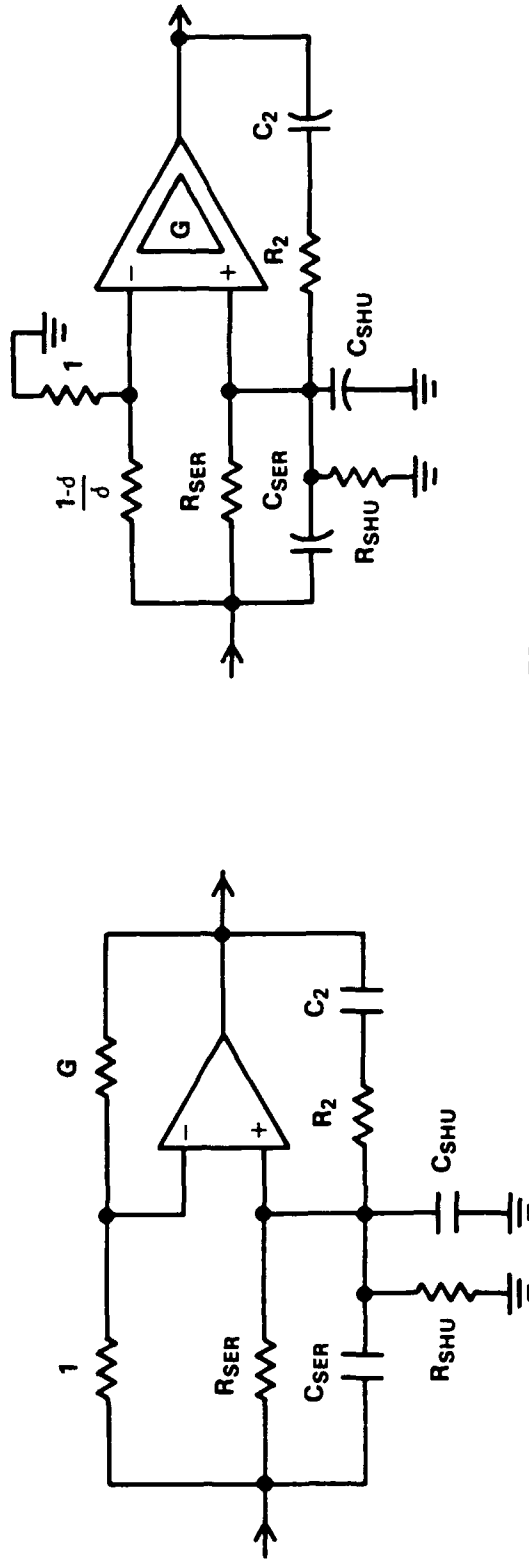 1
G
−
+
R_SER
C_SER
R_2
C_2
R_SHU
C_SHU
1
1-d
d
−
+
G
R_SER
C_SER
R_2
C_2
R_SHU
C_SHU